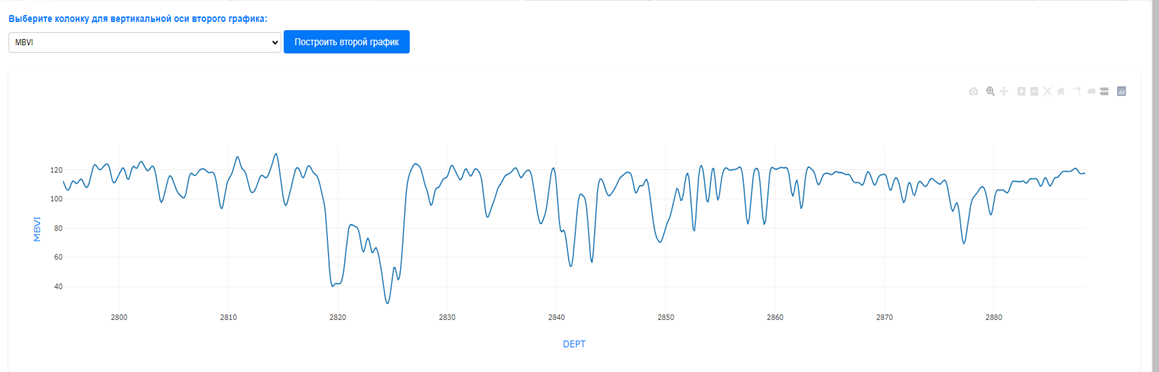 Выберите колонку для вертикальной оси второго графика:
MBVI
Построить второй график
120
100
80
60
40
MBVI
2800 2810 2820 2830 2840 2850 2860 2870 2880
DEPT